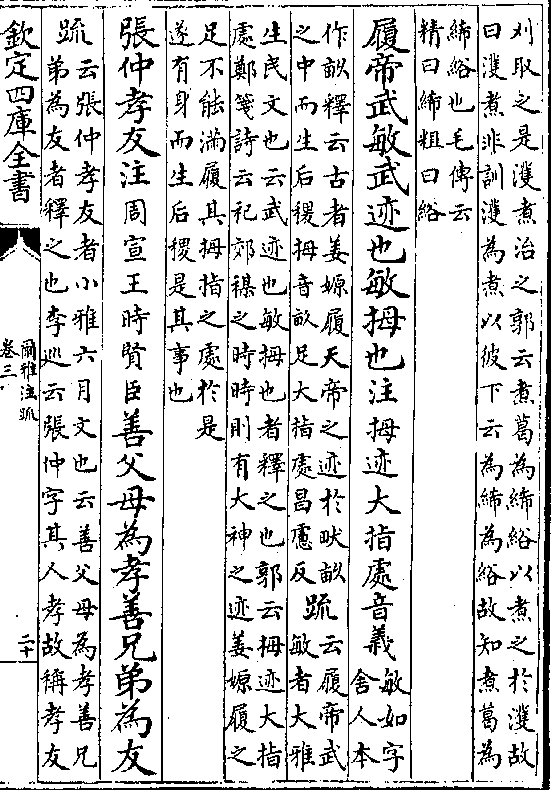 刈取之是濩煮治之郭云煮葛為絺綌以煮之於濩故
曰濩煮非訓濩為煮以彼下云為絺為綌故知煮葛為
絺綌也毛傳云
精曰絺粗曰綌
履帝武敏武迹也敏拇也注拇迹大指處音義
敏如字
舍人本
作畝釋云古者姜嫄履天帝之迹於畎畝
之中而生后稷拇音畝足大指處昌慮反
疏
云履帝武
敏者大雅
生民文也云武迹也敏拇也者釋之也郭云拇迹大指
處鄭箋詩云祀郊禖之時時則有大神之迹姜嫄履之
足不能滿履其拇指之處於是
遂有身而生后稷是其事也
張仲孝友注周宣王時賢臣善父母為孝善兄弟為友
疏云張仲孝友者小雅六月文也云善父母為孝善兄
弟為友者釋之也李巡云張仲字其人孝故稱孝友
欽定四庫全書
爾雅注疏
卷三
二十